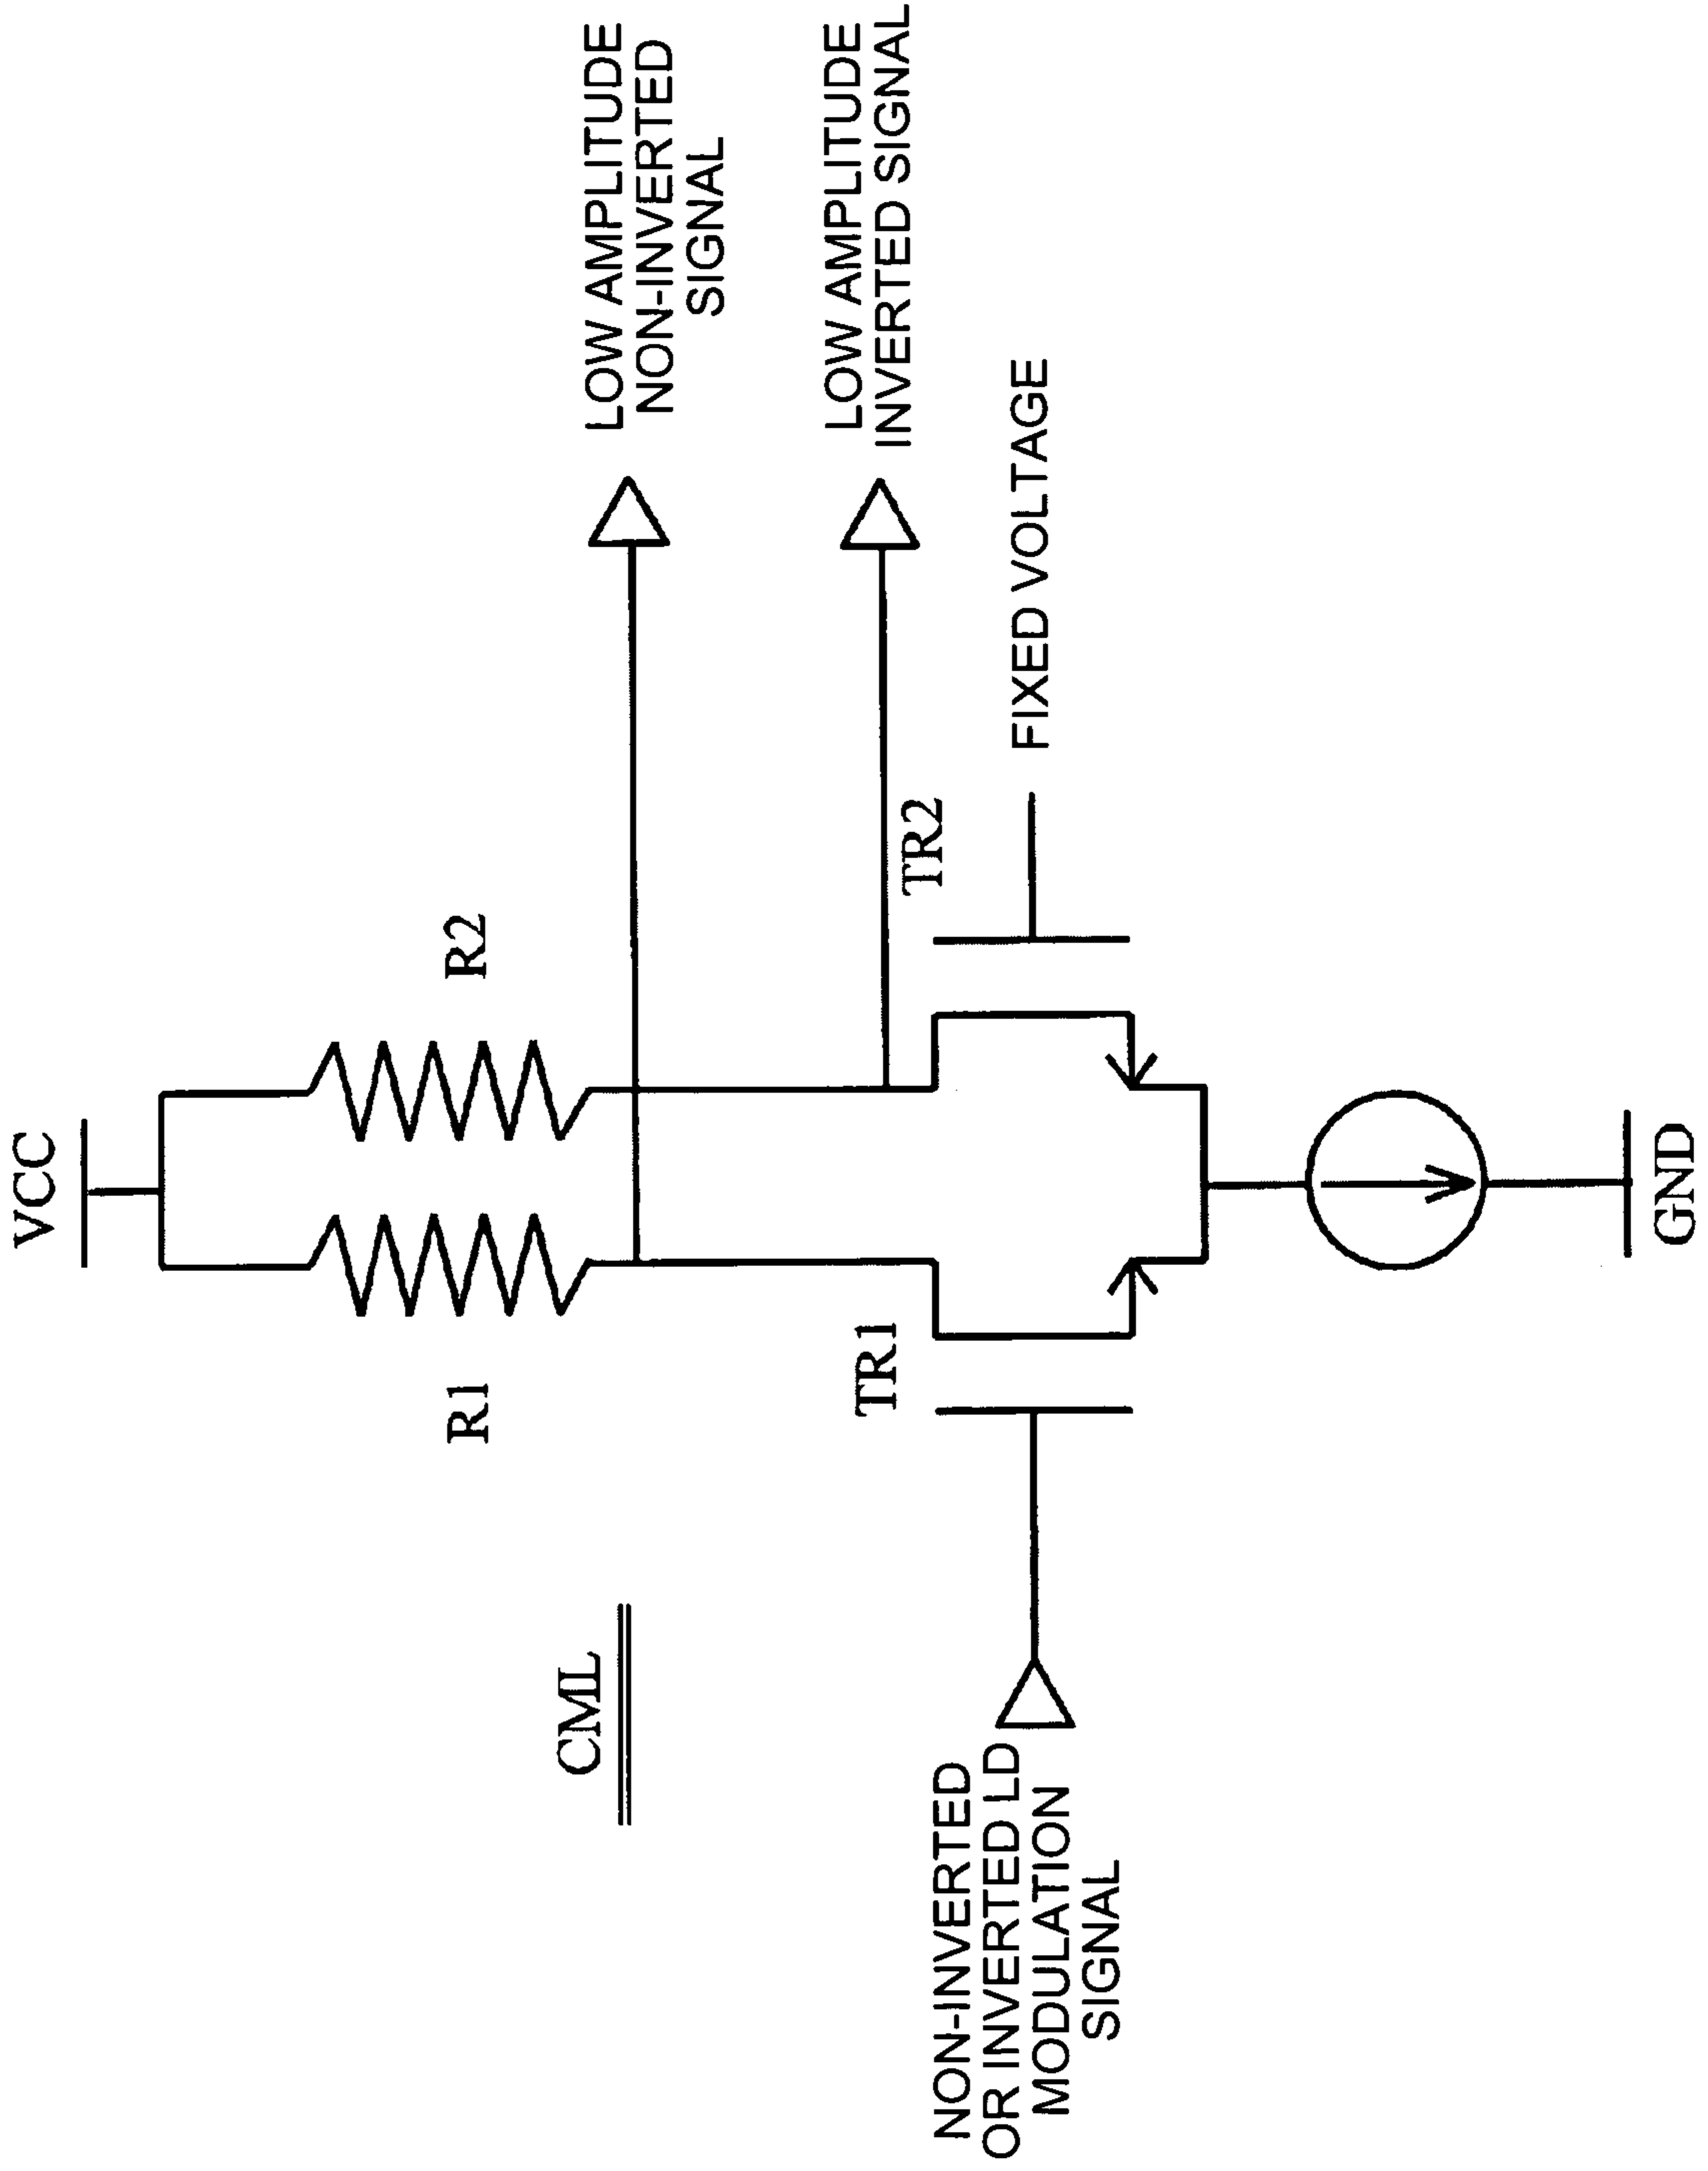 VCC
R1
R2
CML
LOW AMPLITUDE
NON-INVERTED
SIGNAL
LOW AMPLITUDE
INVERTED SIGNAL
TR1
TR2
NON-INVERTED
OR INVERTED LD
MODULATION
SIGNAL
FIXED VOLTAGE
GND